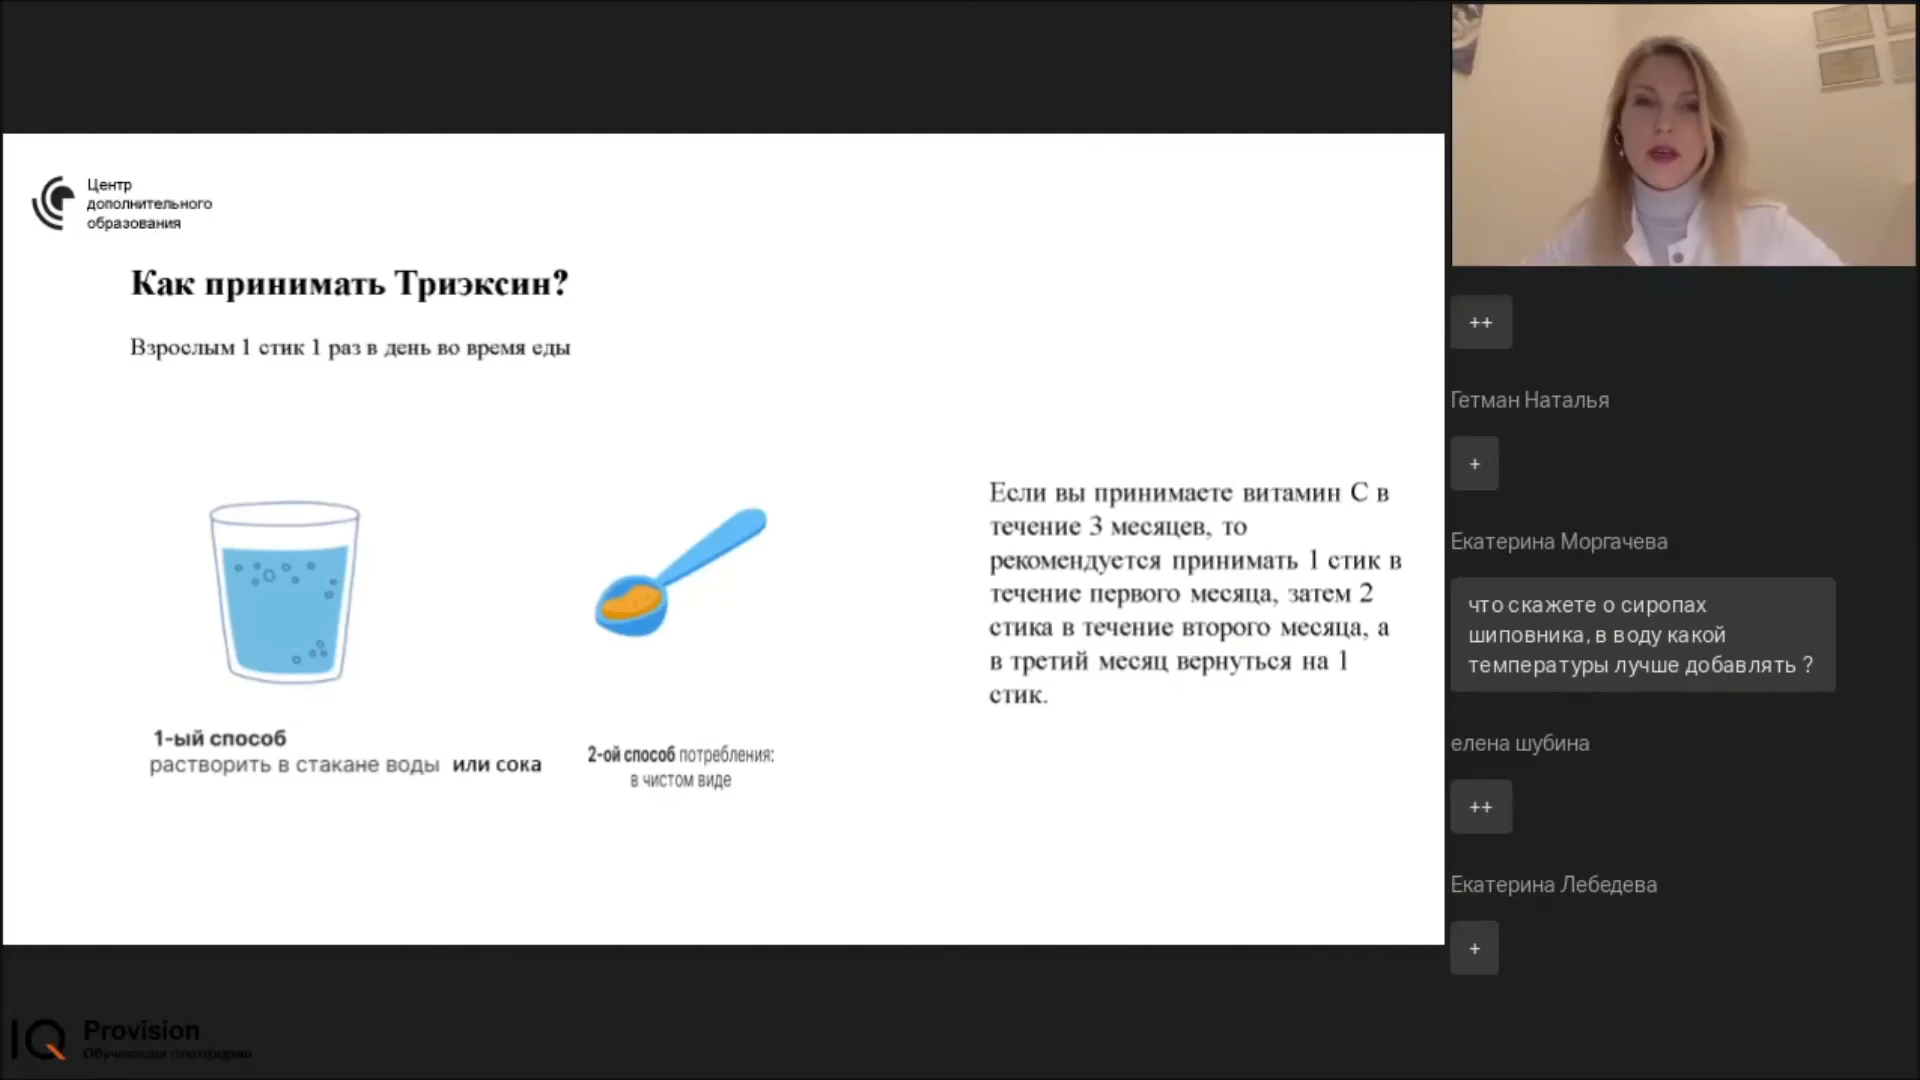 Центр
дополнительного
образования
Как принимать Триэксин?
Взрослым 1 стик 1 раз в день во время еды
1-ый способ
растворить в стакане воды или сока
2-ой способ потребления:
в чистом виде
Если вы принимаете витамин С в
течение 3 месяцев, то
рекомендуется принимать 1 стик в
течение первого месяца, затем 2
стика в течение второго месяца, а
в третий месяц вернуться на 1
стик.
++
Гетман Наталья
+
Екатерина Моргачева
что скажете о сиропах
шиповника, в воду какой
температуры лучше добавлять ?
елена шубина
++
Екатерина Лебедева
+
IQ Provision
Обучающая платформа